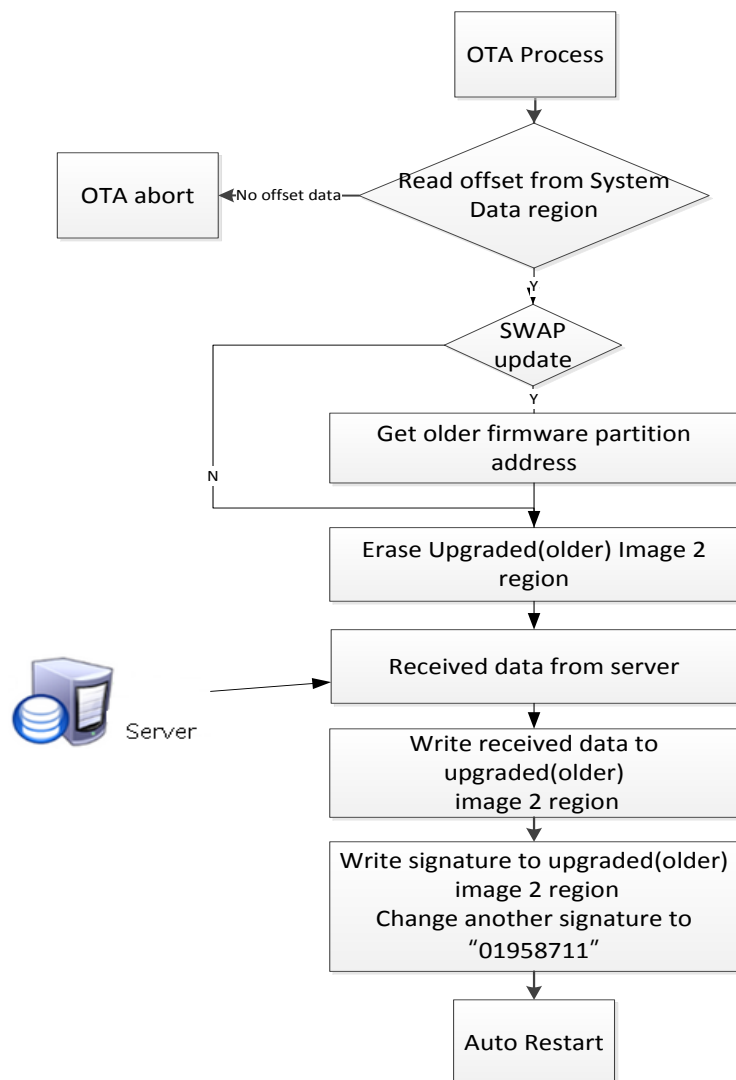 OTA Process
Read offset from System
Data region
No offset data
OTA abort
Y
SWAP
update
Y
N
Get older firmware partition
address
Erase Upgraded(older) Image 2
region
Received data from server
Server
Write received data to
upgraded(older)
image 2 region
Write signature to upgraded(older)
image 2 region
Change another signature to
“01958711”
Auto Restart